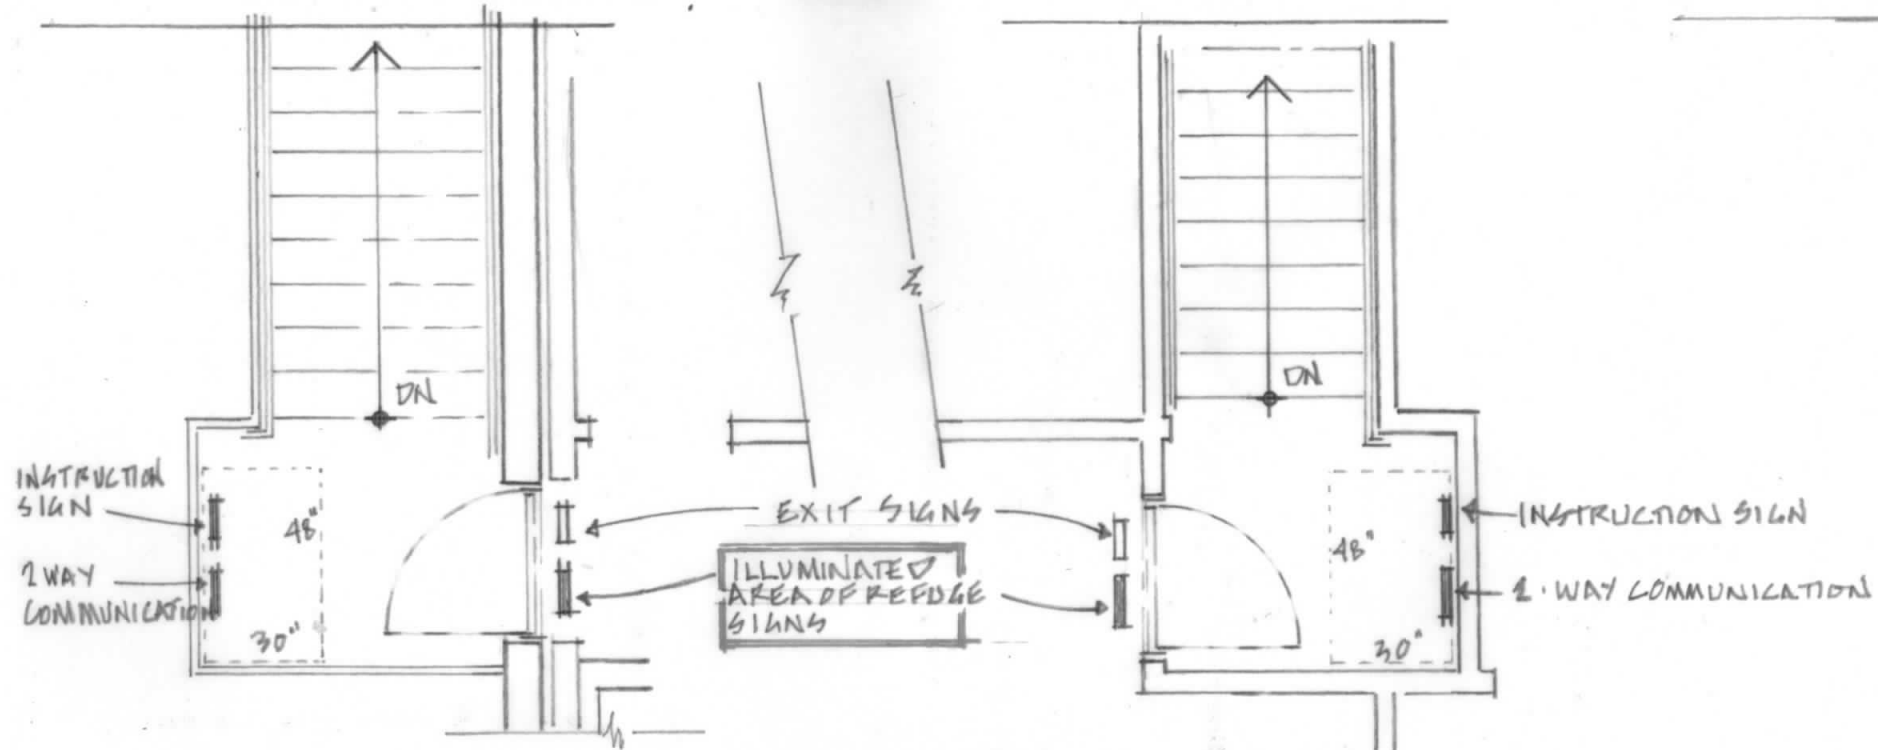 DN
DN
INSTRUCTION
SIGN
48"
2 WAY
COMMUNICATION
30"
EXIT SIGNS
ILLUMINATED
AREA OF REFUGE
SIGNS
48"
INSTRUCTION SIGN
2-WAY COMMUNICATION
30"